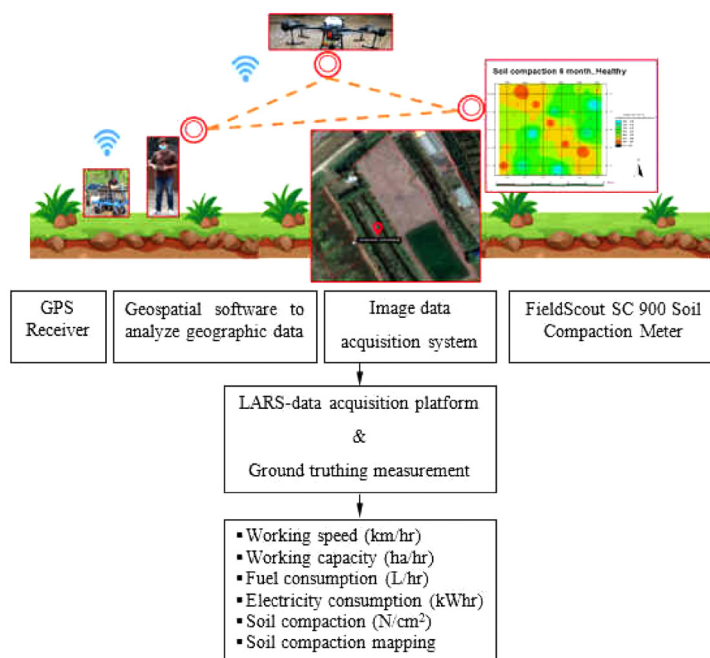 Soil compaction 6 month_Healthy
GPS
Receiver
Geospatial software to
analyze geographic data
Image data
acquisition system
FieldScout SC 900 Soil
Compaction Meter
LARS-data acquisition platform
&
Ground truthing measurement
▪ Working speed (km/hr)
▪ Working capacity (ha/hr)
▪ Fuel consumption (L/hr)
▪ Electricity consumption (kWhr)
▪ Soil compaction (N/cm²)
▪ Soil compaction mapping